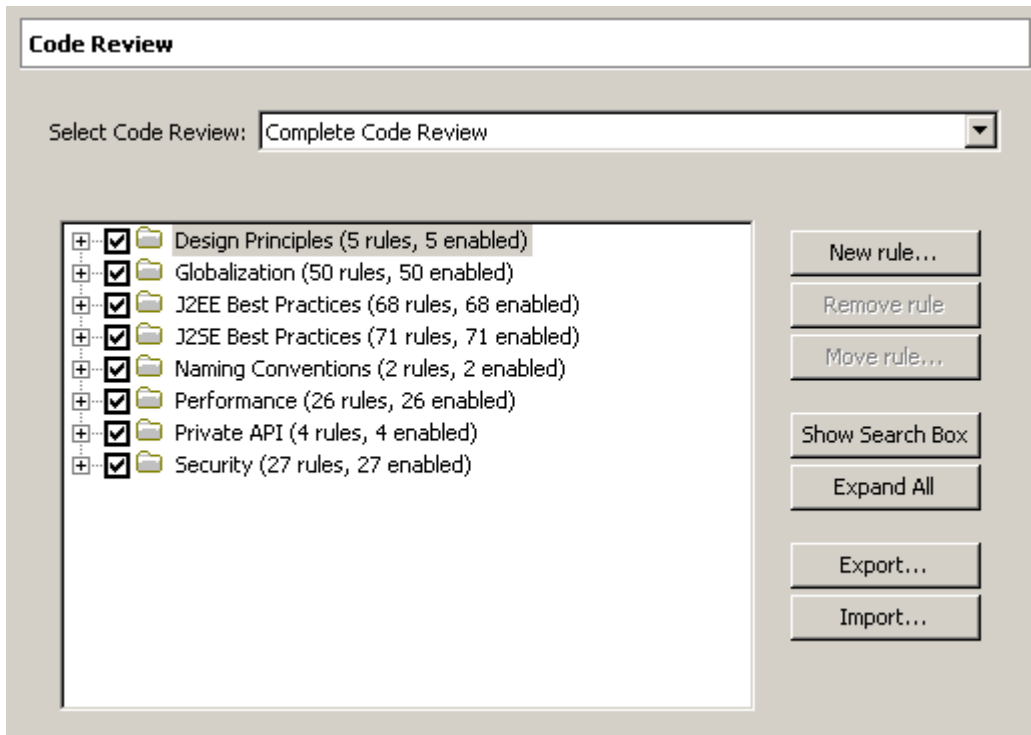 Code Review
Select Code Review: Complete Code Review
Design Principles (5 rules, 5 enabled)
Globalization (50 rules, 50 enabled)
J2EE Best Practices (68 rules, 68 enabled)
J2SE Best Practices (71 rules, 71 enabled)
Naming Conventions (2 rules, 2 enabled)
Performance (26 rules, 26 enabled)
Private API (4 rules, 4 enabled)
Security (27 rules, 27 enabled)
New rule...
Remove rule
Move rule...
Show Search Box
Expand All
Export...
Import...